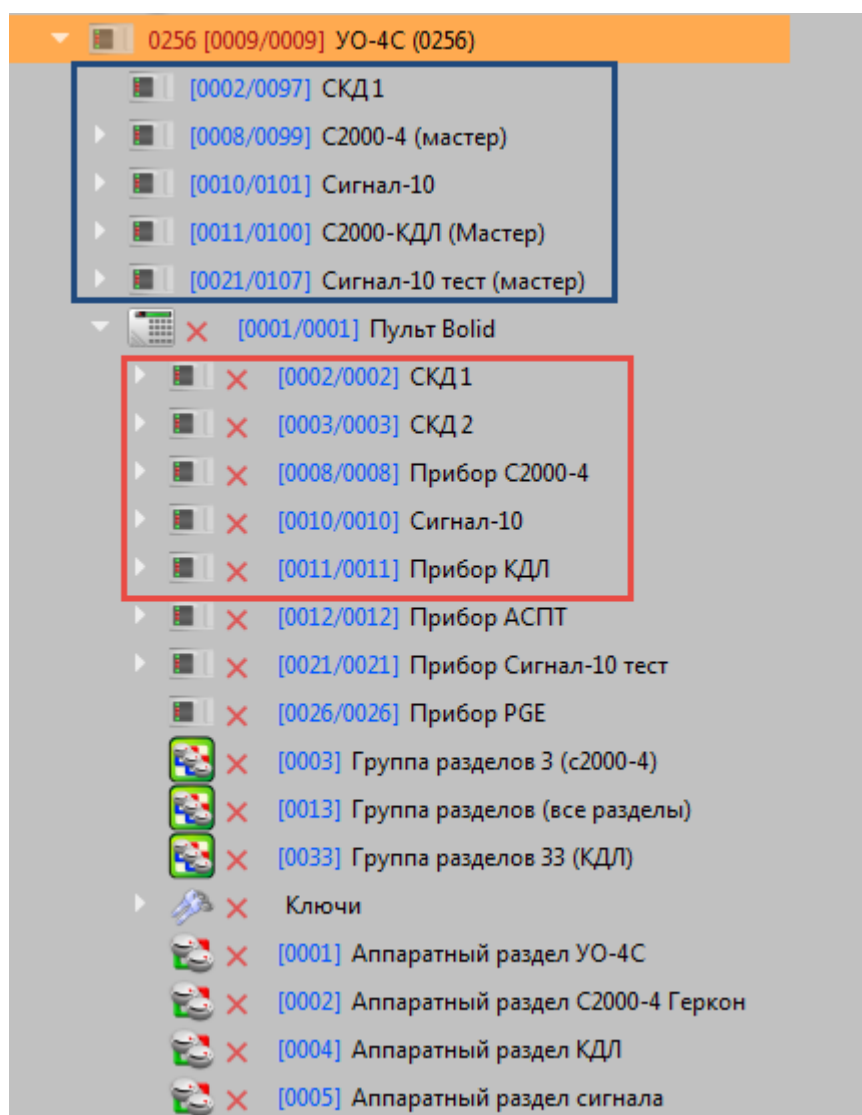 0256 [0009/0009] УО-4С (0256)
[0002/0097] СКД 1
[0008/0099] С2000-4 (мастер)
[0010/0101] Сигнал-10
[0011/0100] С2000-КДЛ (Мастер)
[0021/0107] Сигнал-10 тест (мастер)
[0001/0001] Пульт Bolid
[0002/0002] СКД 1
[0003/0003] СКД 2
[0008/0008] Прибор С2000-4
[0010/0010] Сигнал-10
[0011/0011] Прибор КДЛ
[0012/0012] Прибор АСПТ
[0021/0021] Прибор Сигнал-10 тест
[0026/0026] Прибор PGE
[0003] Группа разделов 3 (с2000-4)
[0013] Группа разделов (все разделы)
[0033] Группа разделов 33 (КДЛ)
Ключи
[0001] Аппаратный раздел УО-4С
[0002] Аппаратный раздел С2000-4 Геркон
[0004] Аппаратный раздел КДЛ
[0005] Аппаратный раздел сигнала